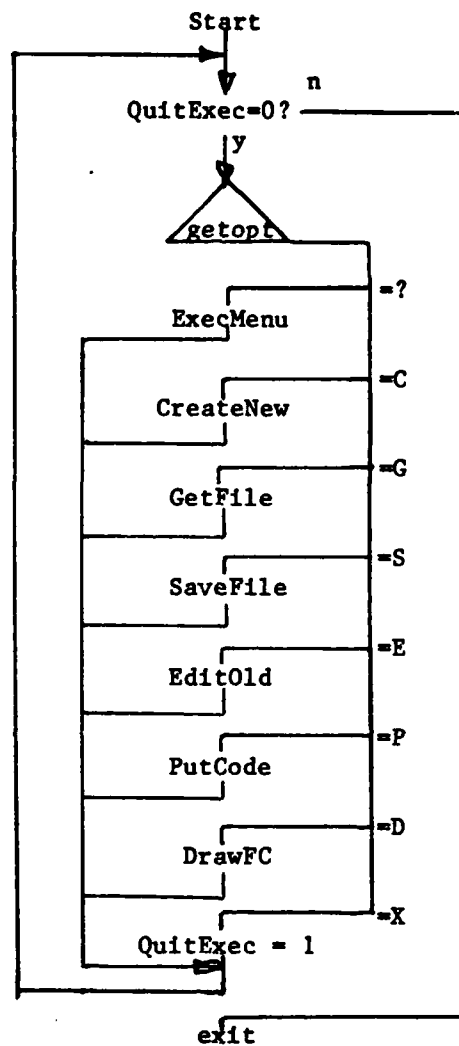 Start
n
QuitExec=0?
y
getopt
=?
ExecMenu
=C
CreateNew
=G
GetFile
=S
SaveFile
=E
EditOld
=P
PutCode
=D
DrawFC
=X
QuitExec = 1
exit